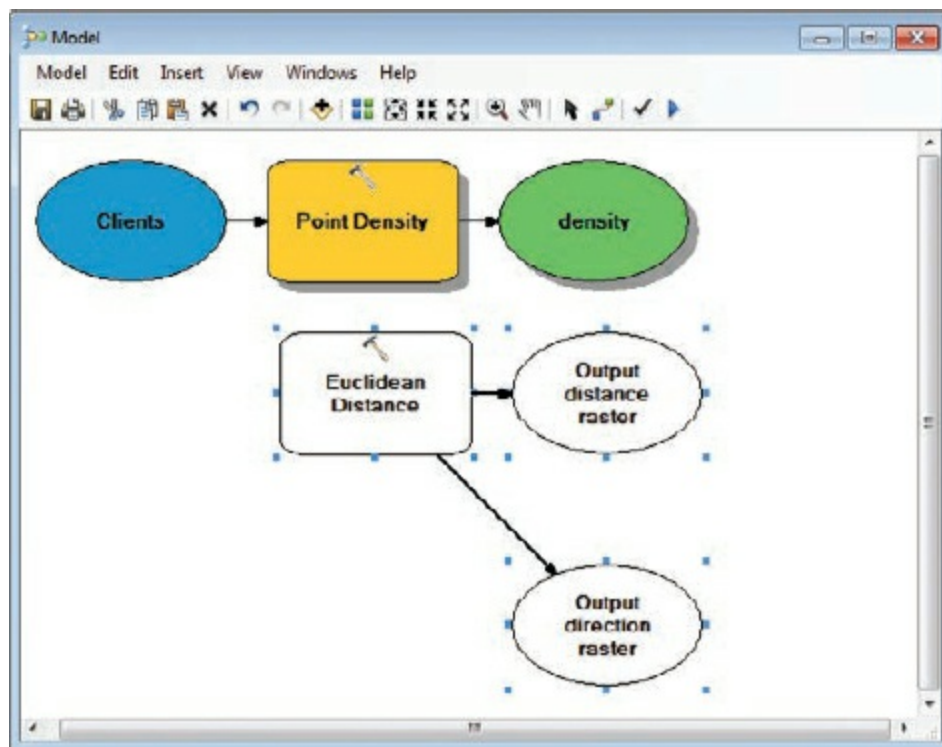 Model
Model Edit Insert View Windows Help
Clients
Point Density
density
Euclidean
Distance
Output
distance
raster
Output
direction
raster